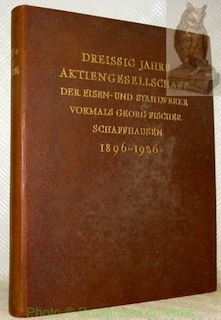 DREISSIG JAHRE
AKTIENGESELLSCHAFT
DER EISEN- UND STAHLWERKE
VORMALS GEORG FISCHER
SCHAFFHAUSEN
1896-1926